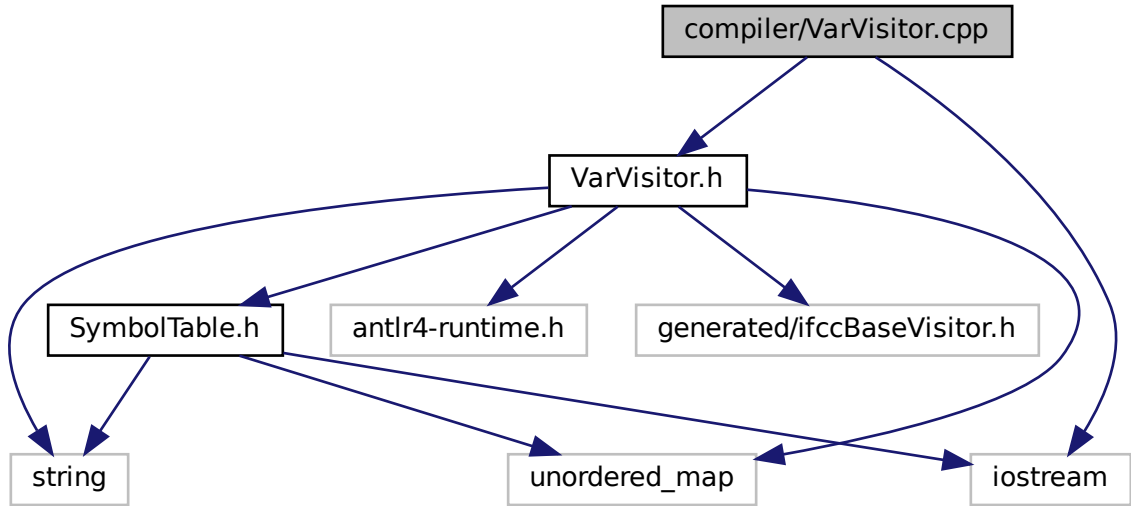 compiler/VarVisitor.cpp
VarVisitor.h
SymbolTable.h
antlr4-runtime.h
generated/ifccBaseVisitor.h
string
unordered_map
iostream